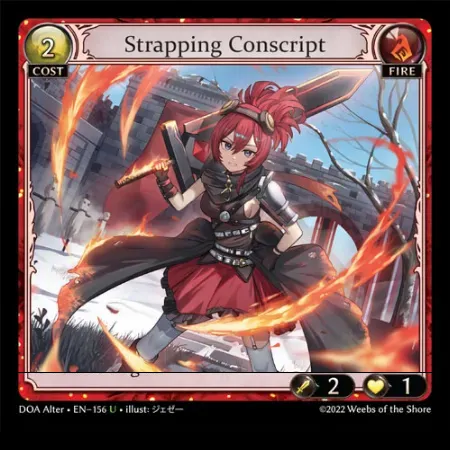 2
Strapping Conscript
COST
FIRE
2
1
DOA Alter • EN-156 U • illust: ジェゼー
©2022 Weebs of the Shore